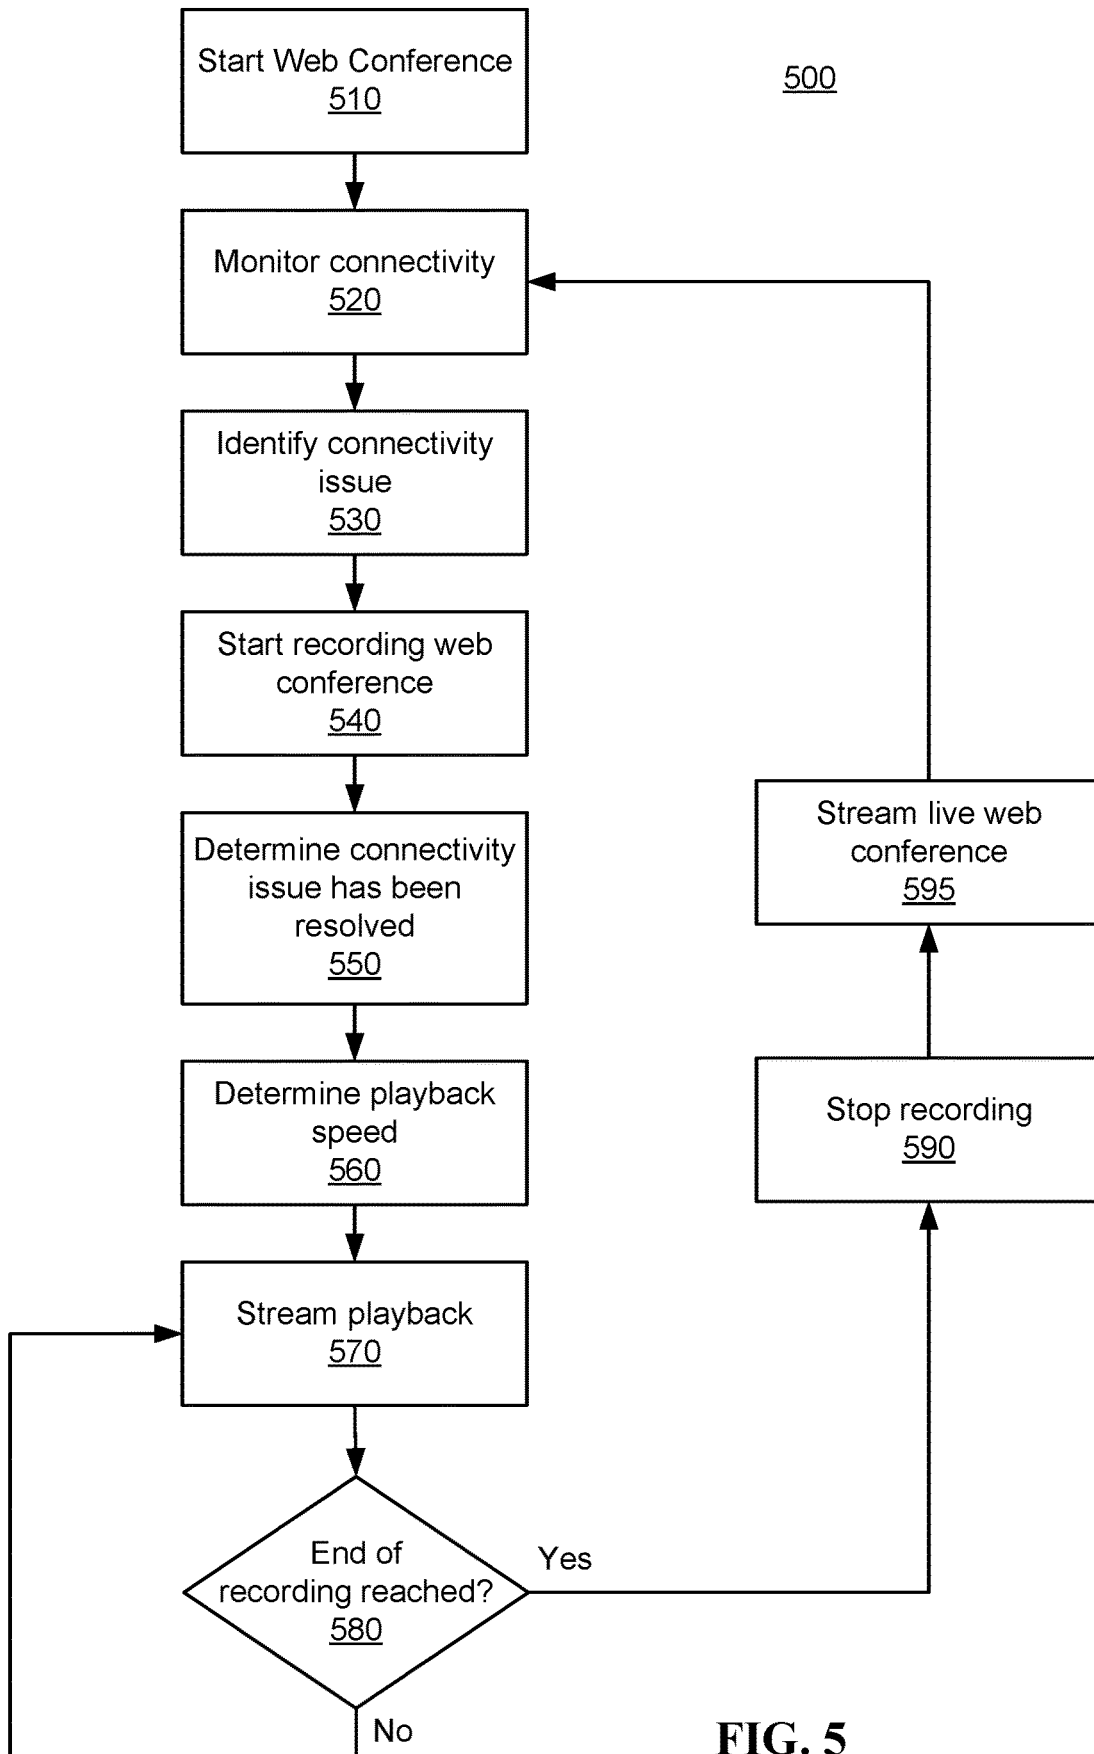 Start Web Conference
510
500
Monitor connectivity
520
Identify connectivity
issue
530
Start recording web
conference
540
Determine connectivity
issue has been
resolved
550
Determine playback
speed
560
Stream playback
570
End of
recording reached?
580
Yes
No
Stop recording
590
Stream live web
conference
595
FIG. 5